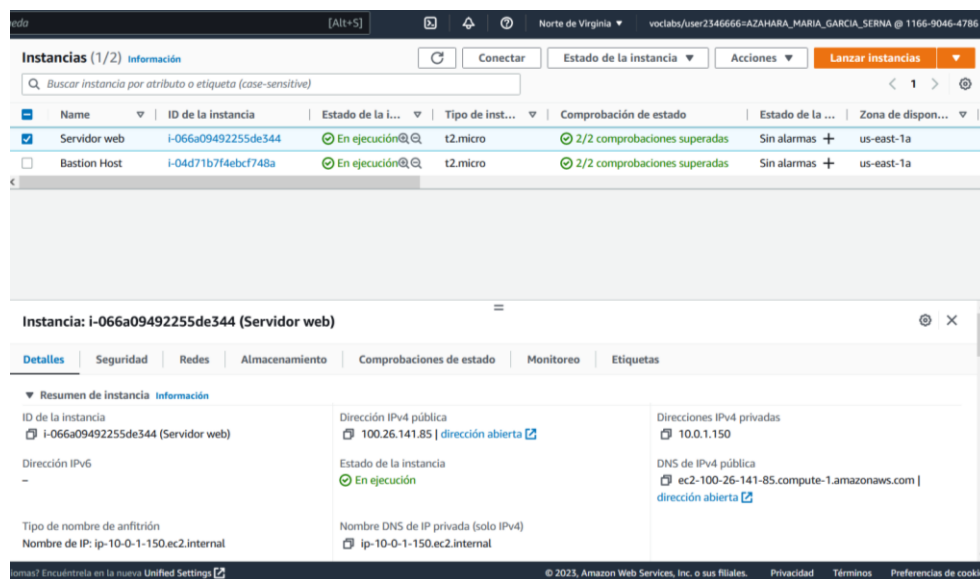 [Alt+S] Norte de Virginia ▼ voclabs/user2346666=AZAHARA_MARIA_GARCIA_SERNA @ 1166-9046-4786
Instancias (1/2) Información Conectar Estado de la instancia ▼ Acciones ▼ Lanzar instancias ▼
Buscar instancia por atributo o etiqueta (case-sensitive) < 1 >
Name ID de la instancia Estado de la i... Tipo de inst... Comprobación de estado Estado de la ... Zona de dispon...
Servidor web i-066a09492255de344 En ejecución t2.micro 2/2 comprobaciones superadas Sin alarmas + us-east-1a
Bastion Host i-04d71b7f4ebcf748a En ejecución t2.micro 2/2 comprobaciones superadas Sin alarmas + us-east-1a
Instancia: i-066a09492255de344 (Servidor web)
Detalles Seguridad Redes Almacenamiento Comprobaciones de estado Monitoreo Etiquetas
▼ Resumen de instancia Información
ID de la instancia Dirección IPv4 pública Direcciones IPv4 privadas
i-066a09492255de344 (Servidor web) 100.26.141.85 | dirección abierta 10.0.1.150
Dirección IPv6 Estado de la instancia DNS de IPv4 pública
– En ejecución ec2-100-26-141-85.compute-1.amazonaws.com |
dirección abierta
Tipo de nombre de anfitrión Nombre DNS de IP privada (solo IPv4)
Nombre de IP: ip-10-0-1-150.ec2.internal ip-10-0-1-150.ec2.internal
Encuéntrela en la nueva Unified Settings © 2023, Amazon Web Services, Inc. o sus filiales. Privacidad Términos Preferencias de